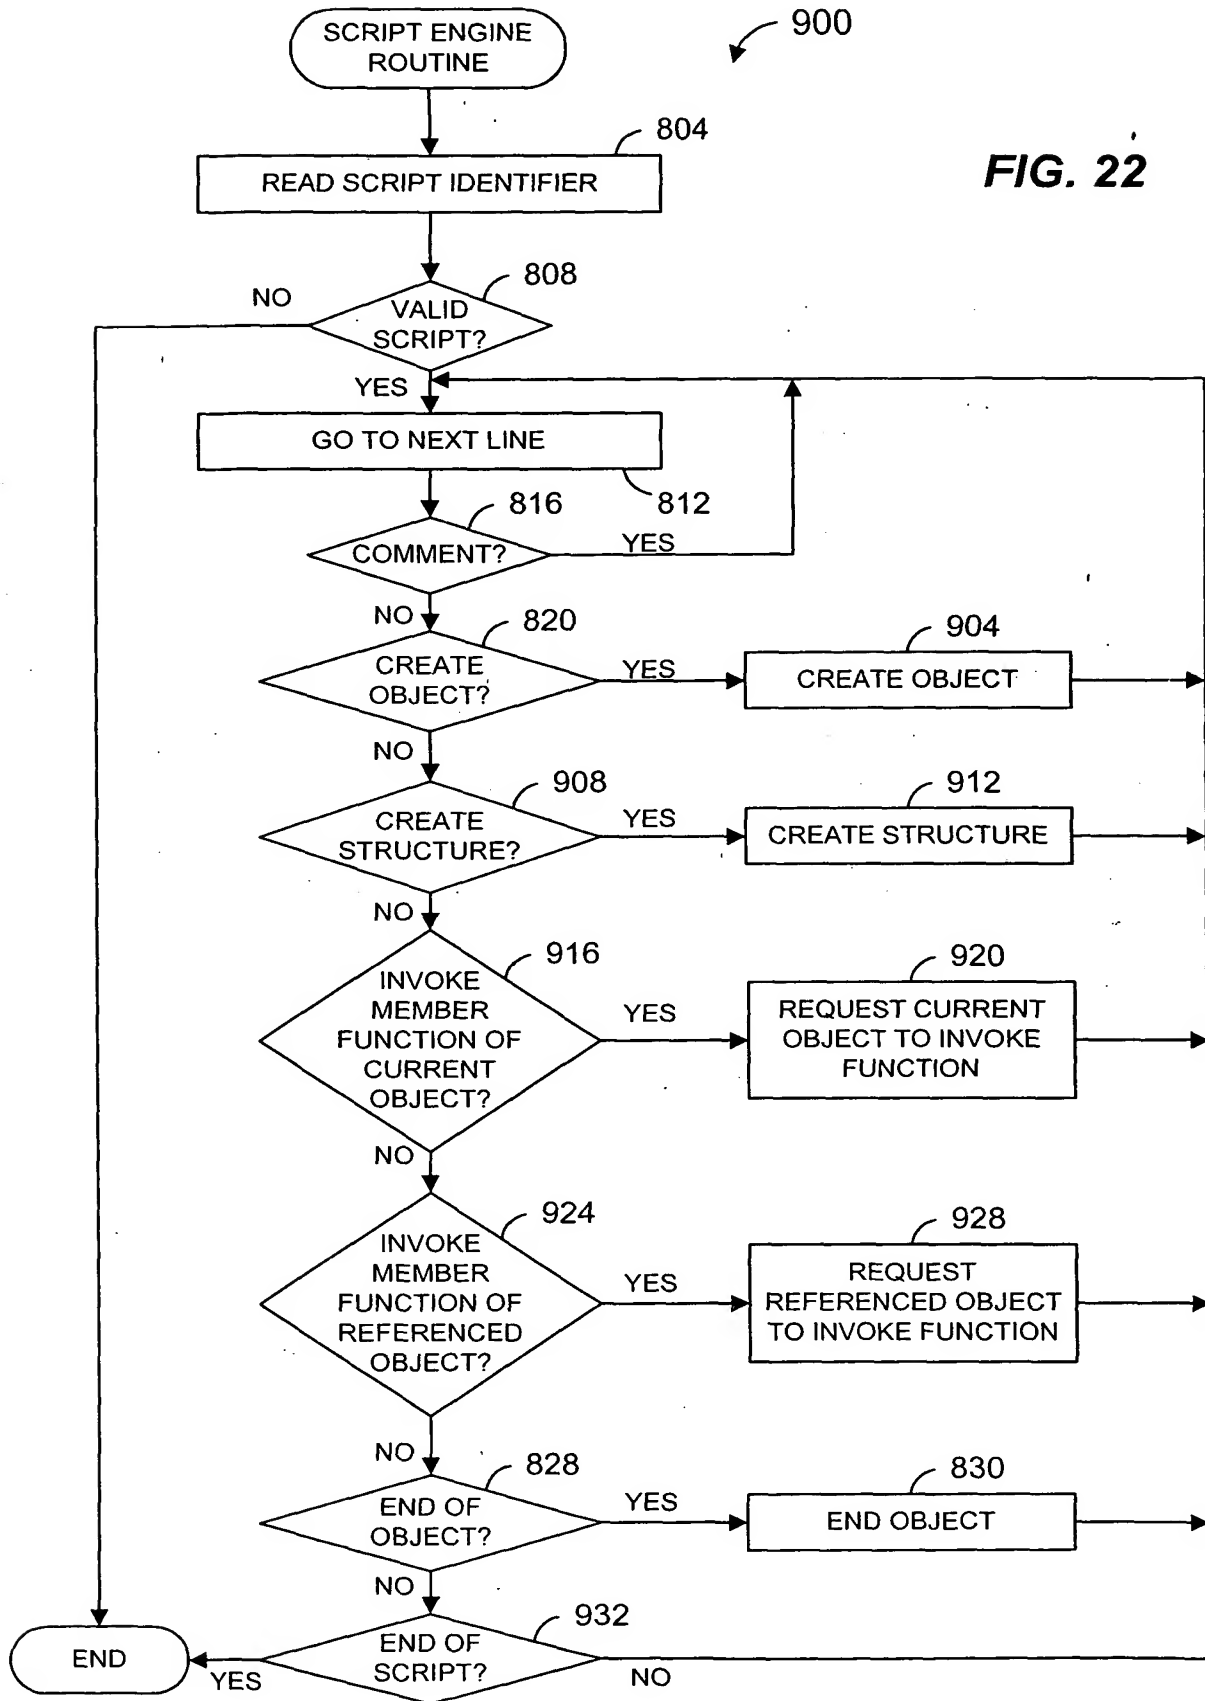 SCRIPT ENGINE
ROUTINE
900
804
READ SCRIPT IDENTIFIER
FIG. 22
808
NO
VALID
SCRIPT?
YES
GO TO NEXT LINE
812
816
COMMENT?
YES
NO
820
CREATE
OBJECT?
YES
904
CREATE OBJECT
NO
908
CREATE
STRUCTURE?
YES
912
CREATE STRUCTURE
NO
916
INVOKE
MEMBER
FUNCTION OF
CURRENT
OBJECT?
YES
920
REQUEST CURRENT
OBJECT TO INVOKE
FUNCTION
NO
924
INVOKE
MEMBER
FUNCTION OF
REFERENCED
OBJECT?
YES
928
REQUEST
REFERENCED OBJECT
TO INVOKE FUNCTION
NO
828
END OF
OBJECT?
YES
830
END OBJECT
NO
932
END OF
SCRIPT?
YES
NO
END